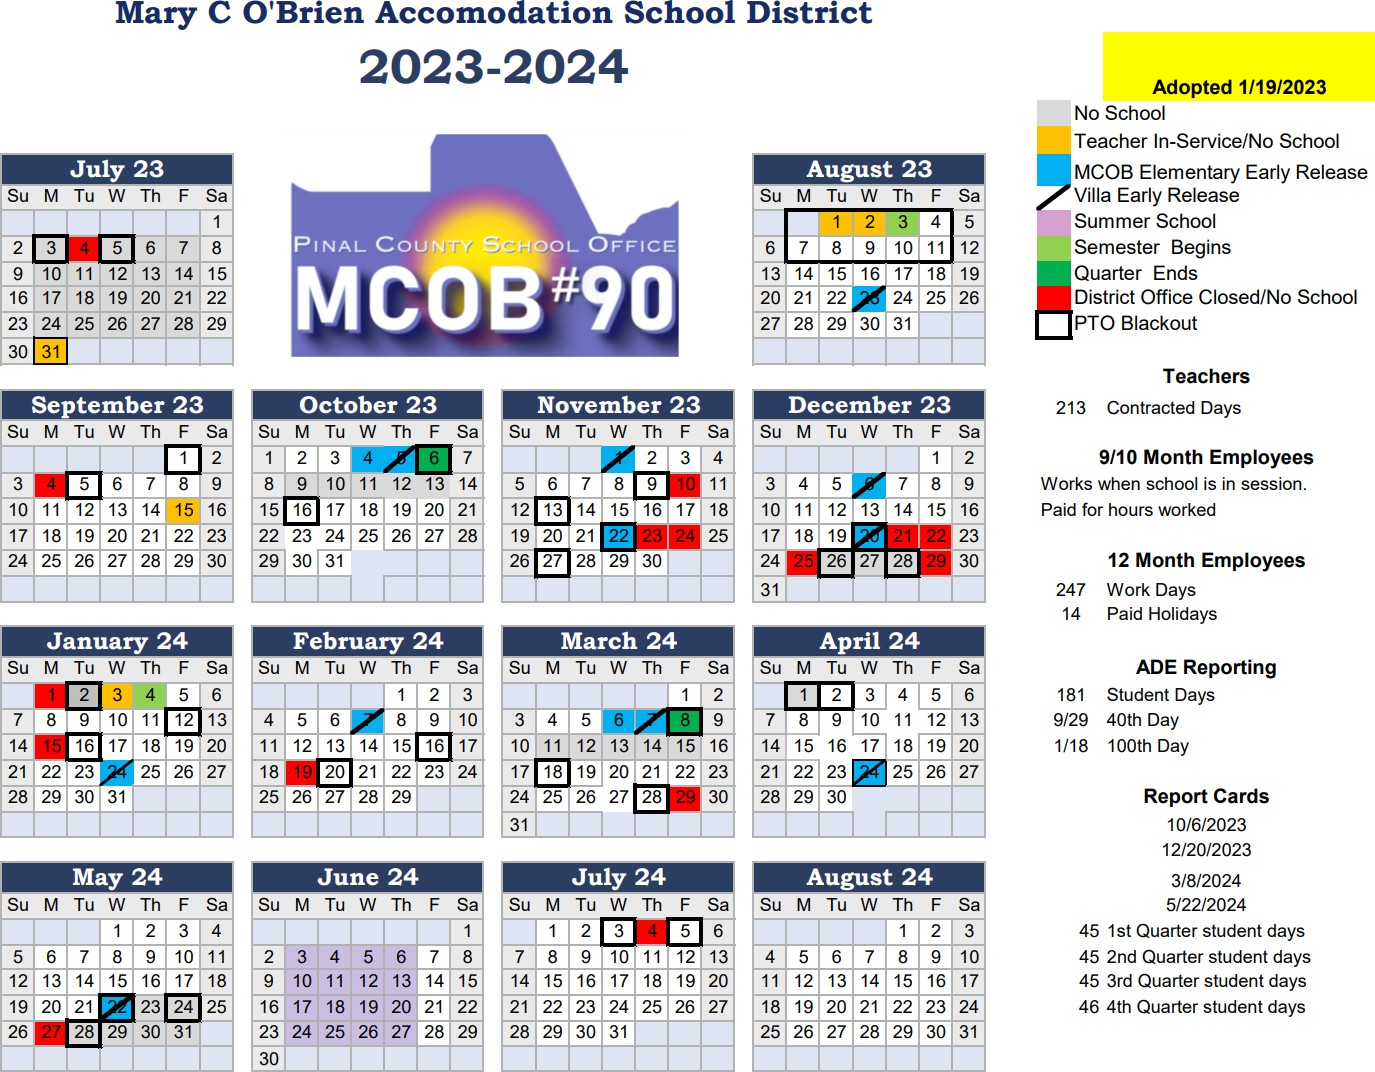 Mary C O'Brien Accomodation School District
2023-2024
Adopted 1/19/2023
No School
Teacher In-Service/No School
MCOB Elementary Early Release
Villa Early Release
Summer School
Semester Begins
Quarter Ends
District Office Closed/No School
PTO Blackout
PINAL COUNTY SCHOOL OFFICE
MCOB#90
July 23
Su M Tu W Th F Sa
1
2 3 4 5 6 7 8
9 10 11 12 13 14 15
16 17 18 19 20 21 22
23 24 25 26 27 28 29
30 31
August 23
Su M Tu W Th F Sa
1 2 3 4 5
6 7 8 9 10 11 12
13 14 15 16 17 18 19
20 21 22 23 24 25 26
27 28 29 30 31
September 23
Su M Tu W Th F Sa
1 2
3 4 5 6 7 8 9
10 11 12 13 14 15 16
17 18 19 20 21 22 23
24 25 26 27 28 29 30
October 23
Su M Tu W Th F Sa
1 2 3 4 5 6 7
8 9 10 11 12 13 14
15 16 17 18 19 20 21
22 23 24 25 26 27 28
29 30 31
November 23
Su M Tu W Th F Sa
1 2 3 4
5 6 7 8 9 10 11
12 13 14 15 16 17 18
19 20 21 22 23 24 25
26 27 28 29 30
December 23
Su M Tu W Th F Sa
1 2
3 4 5 6 7 8 9
10 11 12 13 14 15 16
17 18 19 20 21 22 23
24 25 26 27 28 29 30
31
January 24
Su M Tu W Th F Sa
1 2 3 4 5 6
7 8 9 10 11 12 13
14 15 16 17 18 19 20
21 22 23 24 25 26 27
28 29 30 31
February 24
Su M Tu W Th F Sa
1 2 3
4 5 6 7 8 9 10
11 12 13 14 15 16 17
18 19 20 21 22 23 24
25 26 27 28 29
March 24
Su M Tu W Th F Sa
1 2
3 4 5 6 7 8 9
10 11 12 13 14 15 16
17 18 19 20 21 22 23
24 25 26 27 28 29 30
31
April 24
Su M Tu W Th F Sa
1 2 3 4 5 6
7 8 9 10 11 12 13
14 15 16 17 18 19 20
21 22 23 24 25 26 27
28 29 30
May 24
Su M Tu W Th F Sa
1 2 3 4
5 6 7 8 9 10 11
12 13 14 15 16 17 18
19 20 21 22 23 24 25
26 27 28 29 30 31
June 24
Su M Tu W Th F Sa
1
2 3 4 5 6 7 8
9 10 11 12 13 14 15
16 17 18 19 20 21 22
23 24 25 26 27 28 29
30
July 24
Su M Tu W Th F Sa
1 2 3 4 5 6
7 8 9 10 11 12 13
14 15 16 17 18 19 20
21 22 23 24 25 26 27
28 29 30 31
August 24
Su M Tu W Th F Sa
1 2 3
4 5 6 7 8 9 10
11 12 13 14 15 16 17
18 19 20 21 22 23 24
25 26 27 28 29 30 31
Teachers
213 Contracted Days
9/10 Month Employees
Works when school is in session.
Paid for hours worked
12 Month Employees
247 Work Days
14 Paid Holidays
ADE Reporting
181 Student Days
9/29 40th Day
1/18 100th Day
Report Cards
10/6/2023
12/20/2023
3/8/2024
5/22/2024
45 1st Quarter student days
45 2nd Quarter student days
45 3rd Quarter student days
46 4th Quarter student days